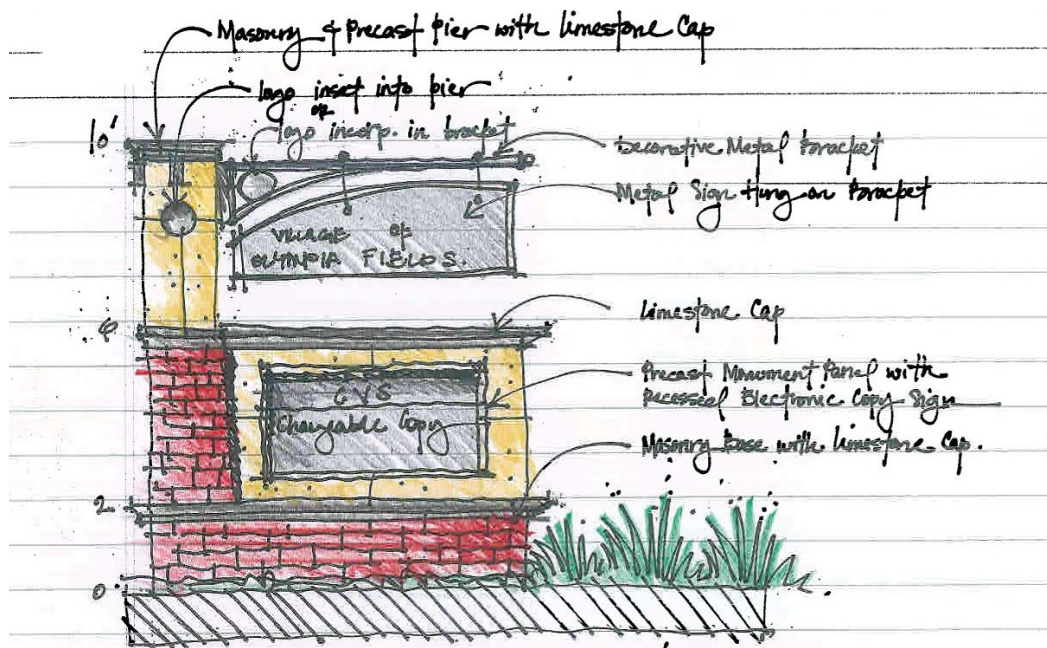 Masonry & Precast Pier with limestone Cap
logo inset into pier
or
logo incorp. in bracket
10'
Decorative Metal Bracket
Metal Sign Hung on Bracket
VILLAGE OF
OLYMPIA FIELDS.
limestone Cap
6
Precast Monument Panel with
Recessed Electronic Copy Sign
CVS
Changeable Copy
Masonry Base with limestone Cap.
2
0